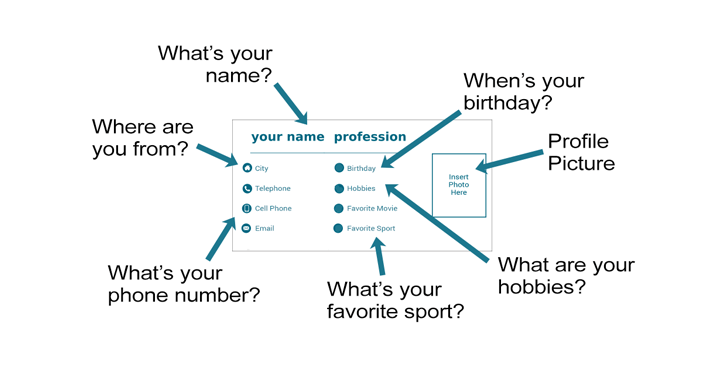 What's your
name?
When's your
birthday?
Where are
you from?
Profile
Picture
your name profession
City
Birthday
Telephone
Hobbies
Cell Phone
Favorite Movie
Email
Favorite Sport
Insert
Photo
Here
What's your
phone number?
What's your
favorite sport?
What are your
hobbies?